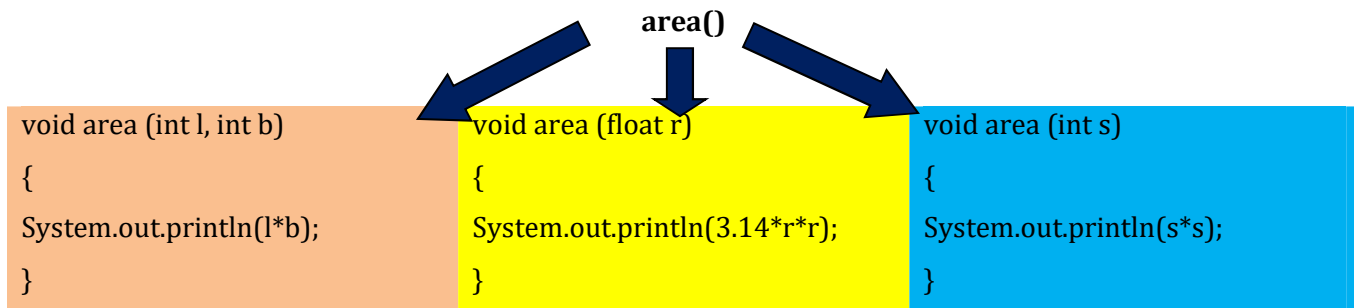 area()
void area (int l, int b)
{
System.out.println(l*b);
}
void area (float r)
{
System.out.println(3.14*r*r);
}
void area (int s)
{
System.out.println(s*s);
}